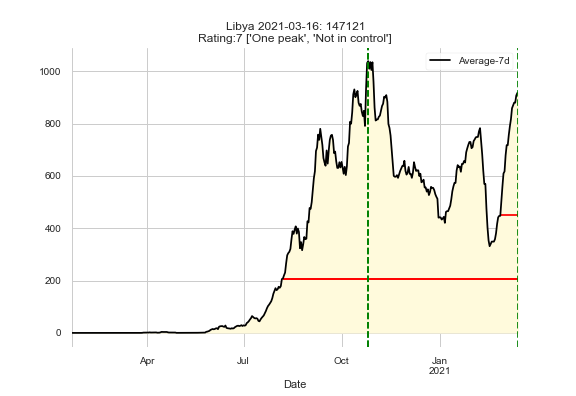 Libya 2021-03-16: 147121
Rating:7 ['One peak', 'Not in control']
Average-7d
1000
800
600
400
200
0
Apr
Jul
Oct
Jan
2021
Date